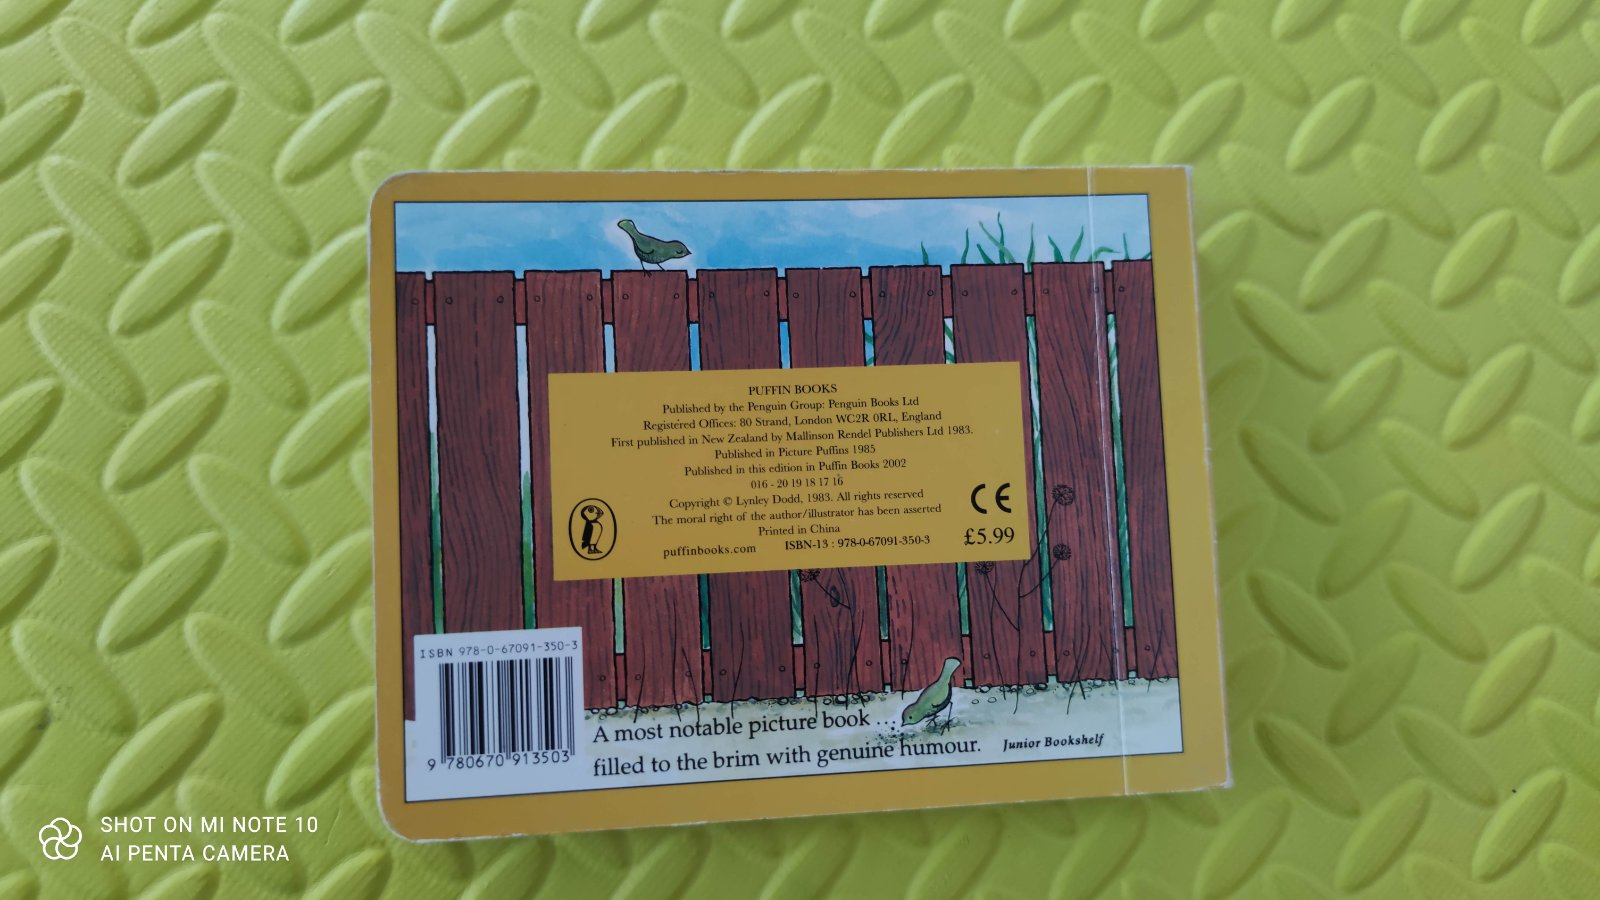 PUFFIN BOOKS
Published by the Penguin Group: Penguin Books Ltd
Registered Offices: 80 Strand, London WC2R 0RL, England
First published in New Zealand by Mallinson Rendel Publishers Ltd 1983.
Published in Picture Puffins 1985
Published in this edition in Puffin Books 2002
016 - 20 19 18 17 16
Copyright © Lynley Dodd, 1983. All rights reserved
The moral right of the author/illustrator has been asserted
Printed in China
puffinbooks.com ISBN-13 : 978-0-67091-350-3
CE
£5.99
ISBN 978-0-67091-350-3
9 780670 913503
A most notable picture book ...
filled to the brim with genuine humour. Junior Bookshelf
SHOT ON MI NOTE 10
AI PENTA CAMERA